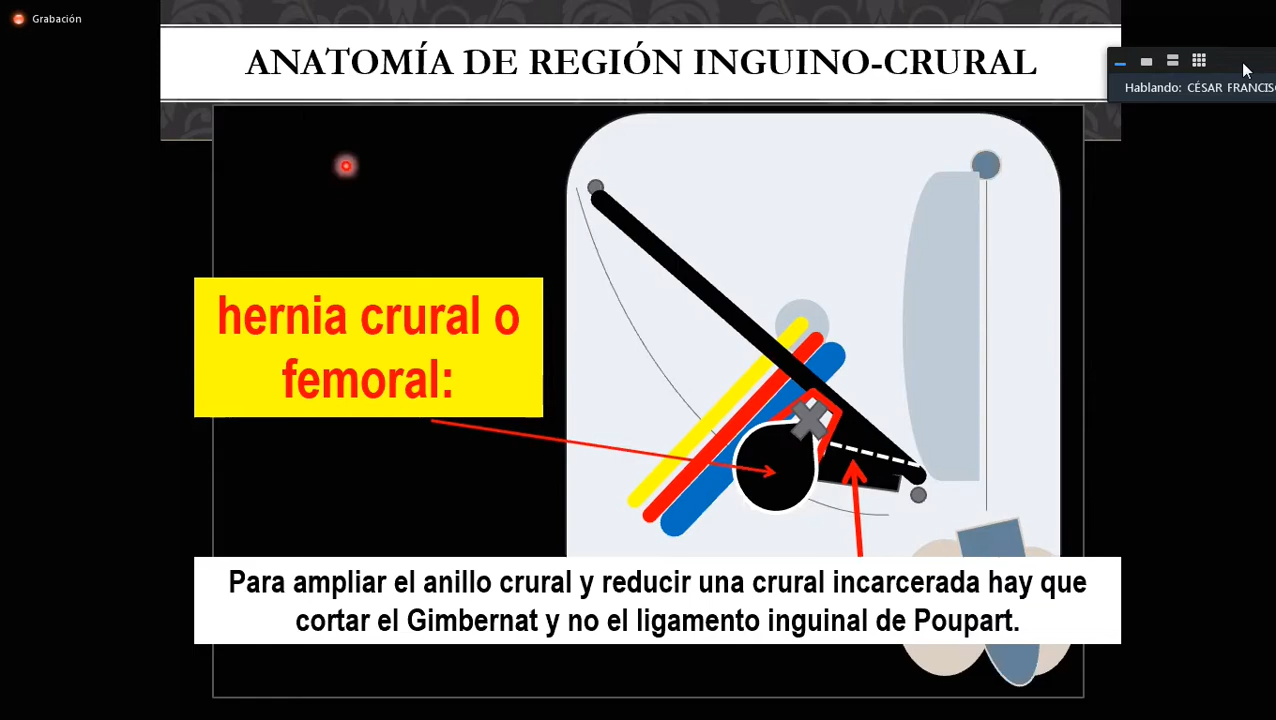 Grabación
ANATOMÍA DE REGIÓN INGUINO-CRURAL
Hablando: CÉSAR
hernia crural o
femoral:
Para ampliar el anillo crural y reducir una crural incarcerada hay que
cortar el Gimbernat y no el ligamento inguinal de Poupart.